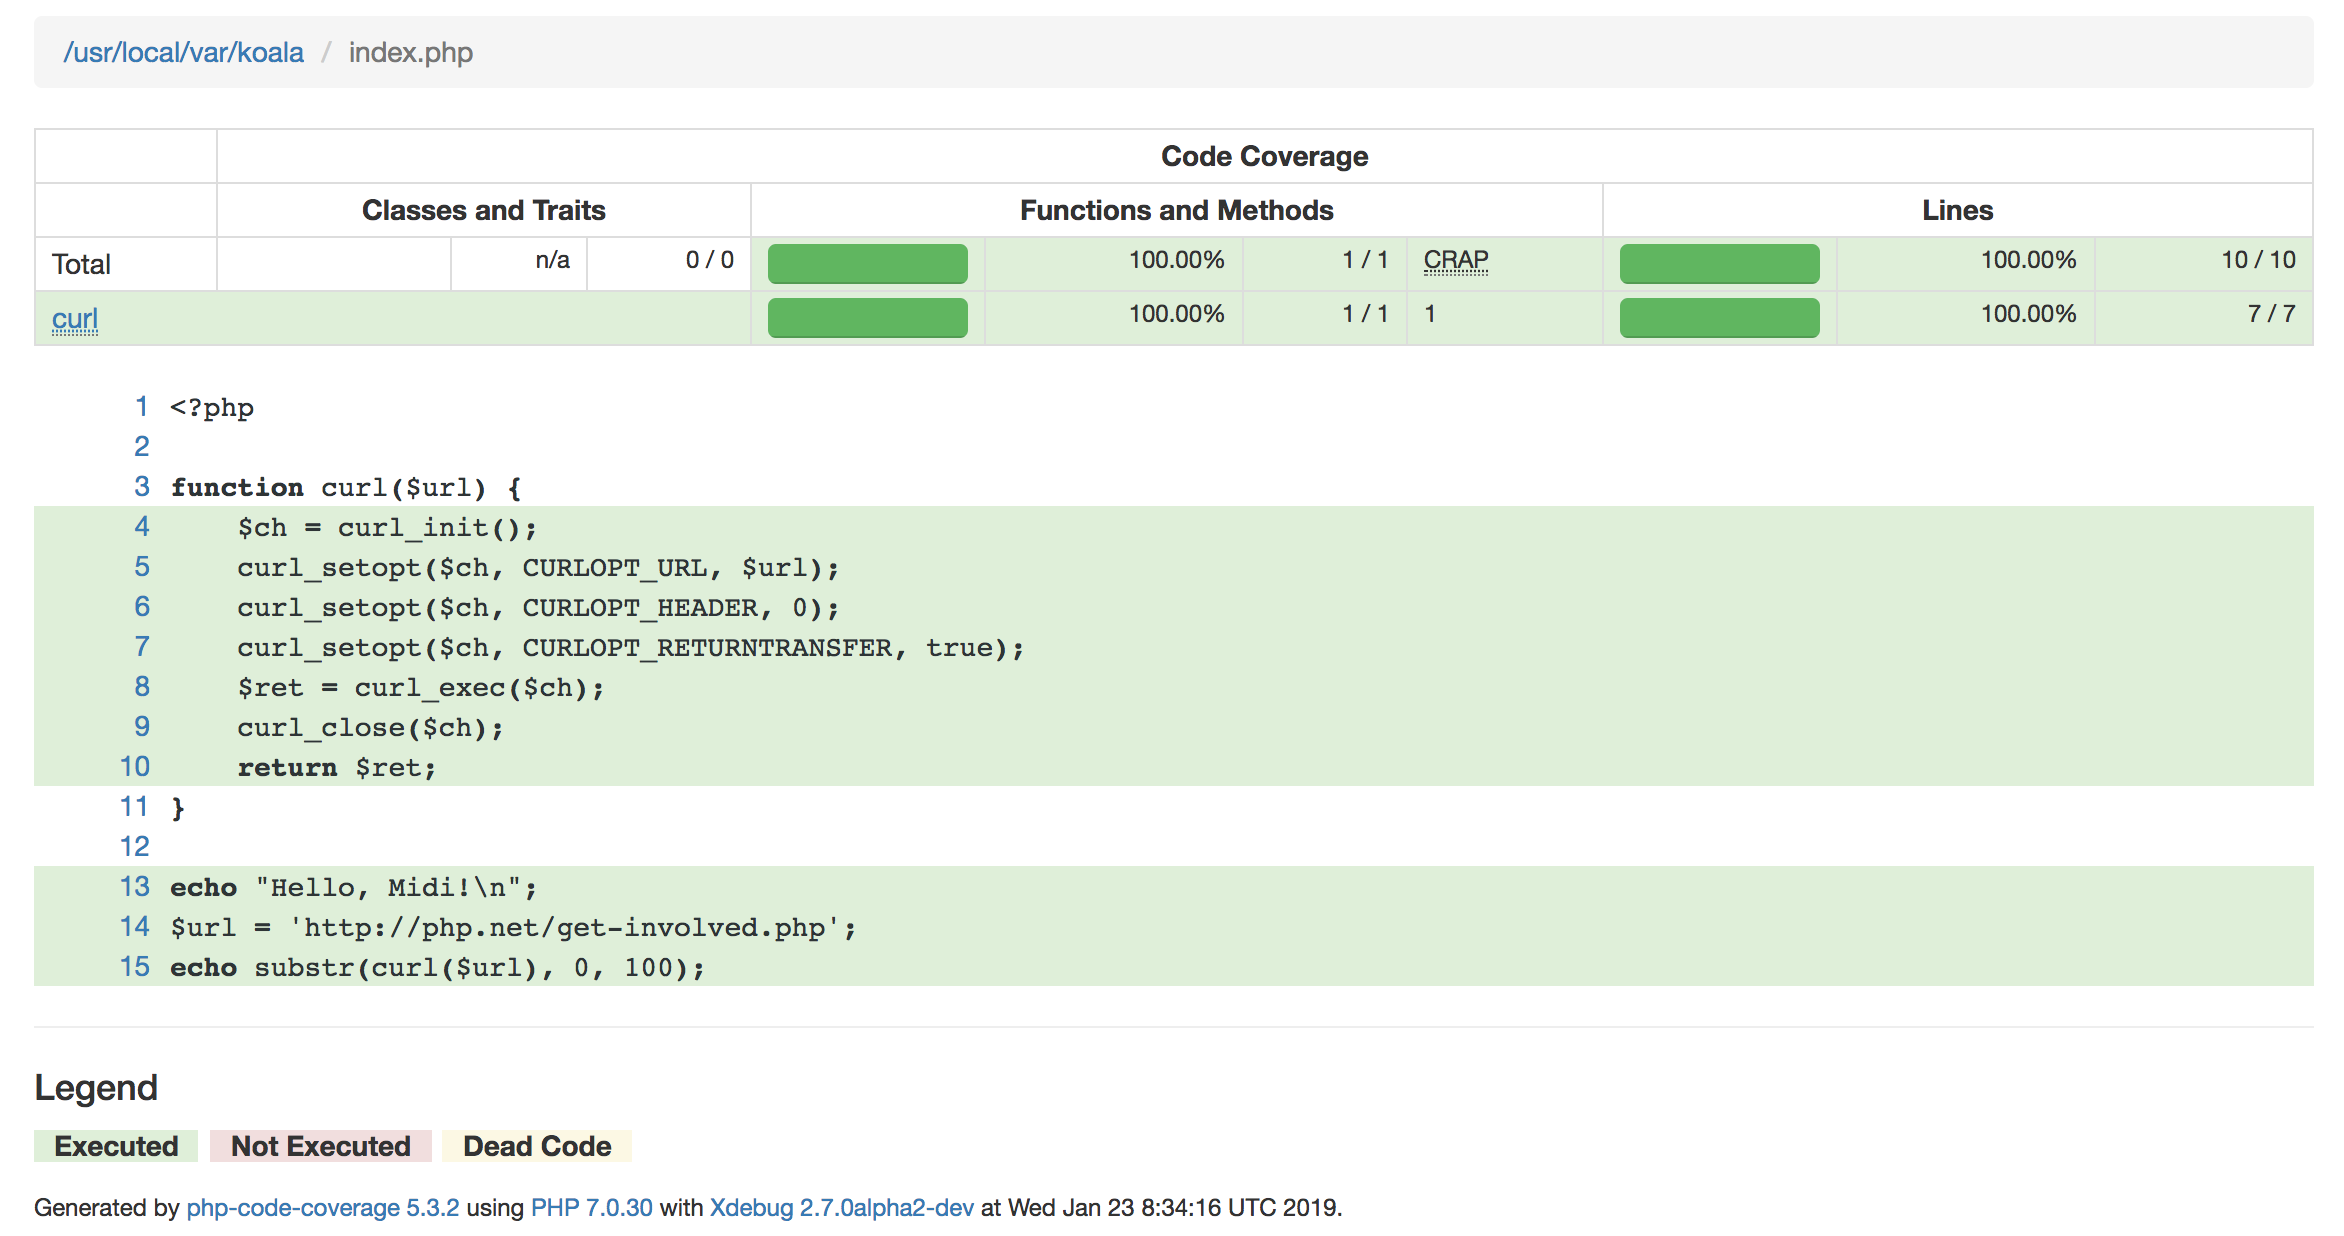 /usr/local/var/koala / index.php
Code Coverage
Classes and Traits Functions and Methods Lines
Total n/a 0 / 0 100.00% 1 / 1 CRAP 100.00% 10 / 10
curl 100.00% 1 / 1 1 100.00% 7 / 7
1 <?php
2
3 function curl($url) {
4     $ch = curl_init();
5     curl_setopt($ch, CURLOPT_URL, $url);
6     curl_setopt($ch, CURLOPT_HEADER, 0);
7     curl_setopt($ch, CURLOPT_RETURNTRANSFER, true);
8     $ret = curl_exec($ch);
9     curl_close($ch);
10     return $ret;
11 }
12
13 echo "Hello, Midi!\n";
14 $url = 'http://php.net/get-involved.php';
15 echo substr(curl($url), 0, 100);
Legend
Executed Not Executed Dead Code
Generated by php-code-coverage 5.3.2 using PHP 7.0.30 with Xdebug 2.7.0alpha2-dev at Wed Jan 23 8:34:16 UTC 2019.